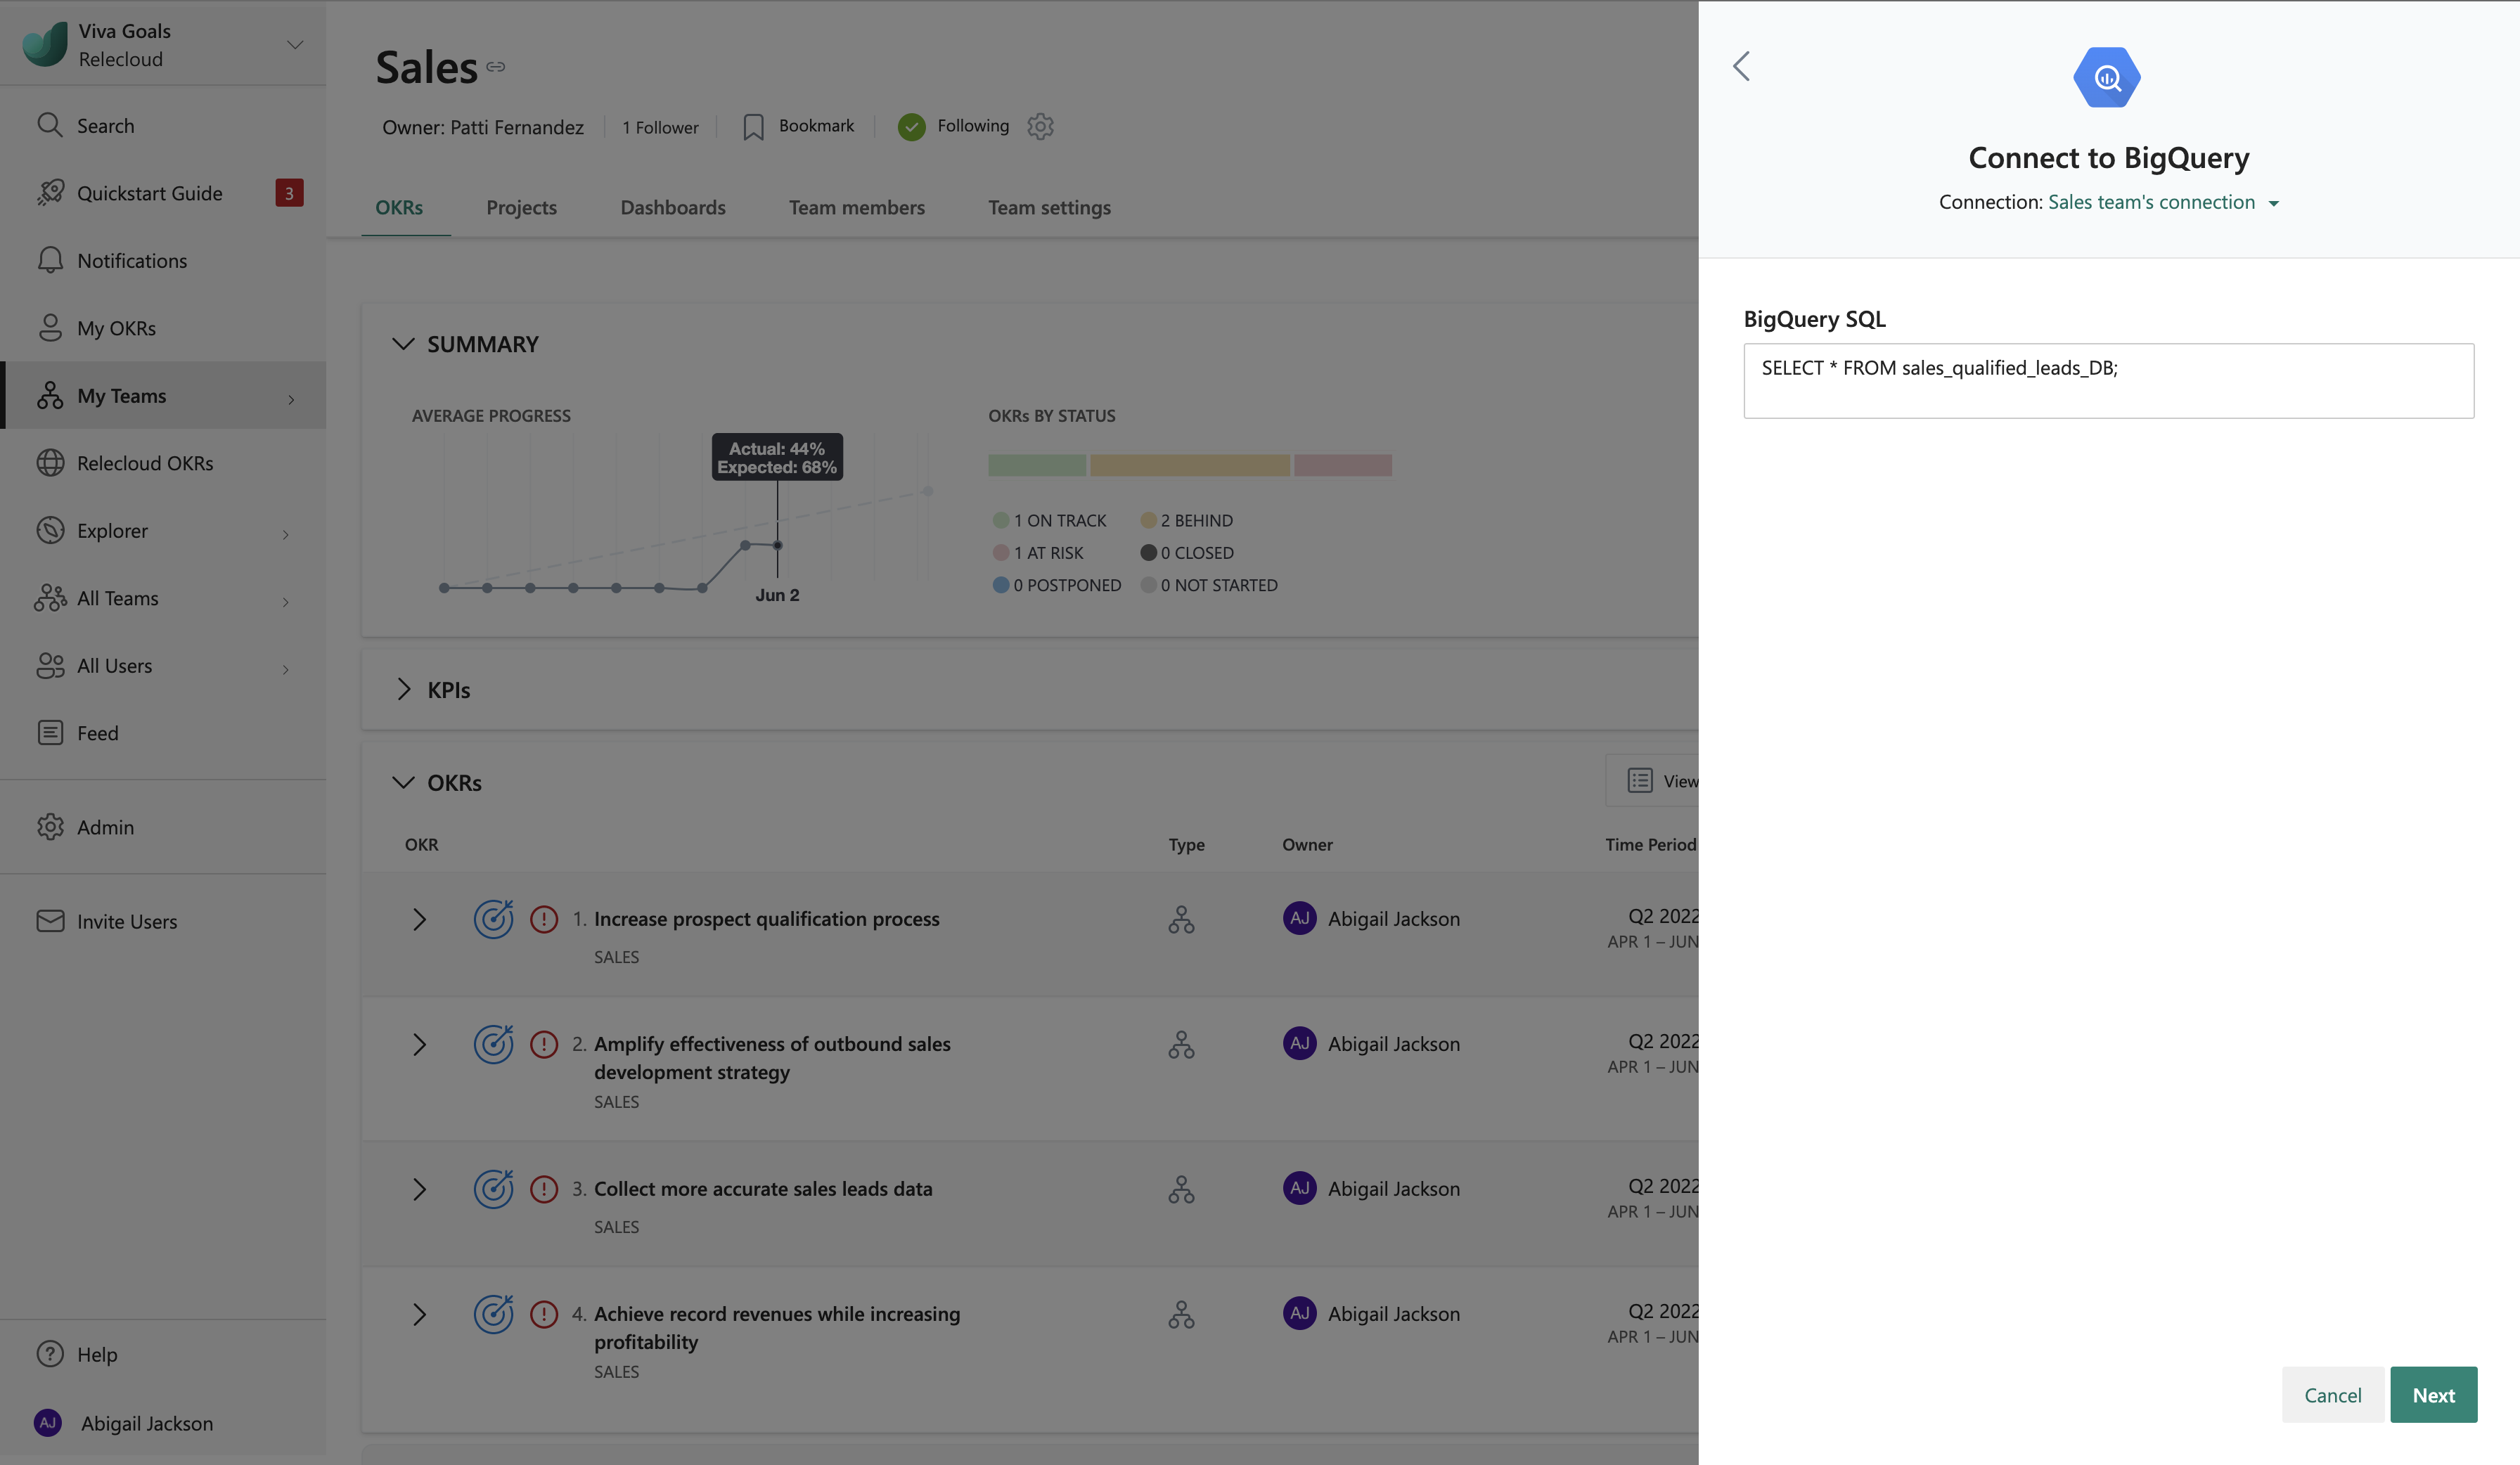 Viva Goals
Relecloud
Search
Quickstart Guide 3
Notifications
My OKRs
My Teams
Relecloud OKRs
Explorer
All Teams
All Users
Feed
Admin
Invite Users
Help
AJ Abigail Jackson
Sales
Owner: Patti Fernandez 1 Follower Bookmark Following
OKRs Projects Dashboards Team members Team settings
SUMMARY
AVERAGE PROGRESS
Actual: 44%
Expected: 68%
Jun 2
OKRs BY STATUS
1 ON TRACK 2 BEHIND
1 AT RISK 0 CLOSED
0 POSTPONED 0 NOT STARTED
KPIs
OKRs View
OKR Type Owner Time Period
1. Increase prospect qualification process AJ Abigail Jackson Q2 2022
SALES APR 1 – JUN
2. Amplify effectiveness of outbound sales AJ Abigail Jackson Q2 2022
development strategy APR 1 – JUN
SALES
3. Collect more accurate sales leads data AJ Abigail Jackson Q2 2022
SALES APR 1 – JUN
4. Achieve record revenues while increasing AJ Abigail Jackson Q2 2022
profitability APR 1 – JUN
SALES
Connect to BigQuery
Connection: Sales team's connection
BigQuery SQL
SELECT * FROM sales_qualified_leads_DB;
Cancel Next